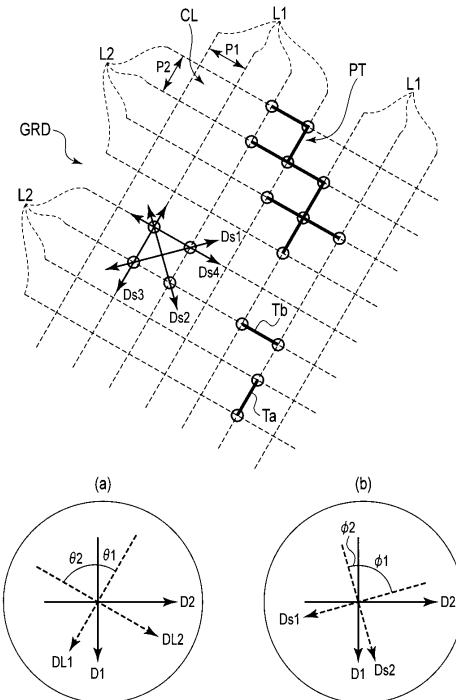 CL
L1
L2
P1
P2
PT
L1
GRD
L2
Ds1
Ds4
Ds3
Ds2
Tb
Ta
(a)
(b)
θ2
θ1
D2
DL2
DL1
D1
ϕ2
ϕ1
D2
Ds1
D1
Ds2